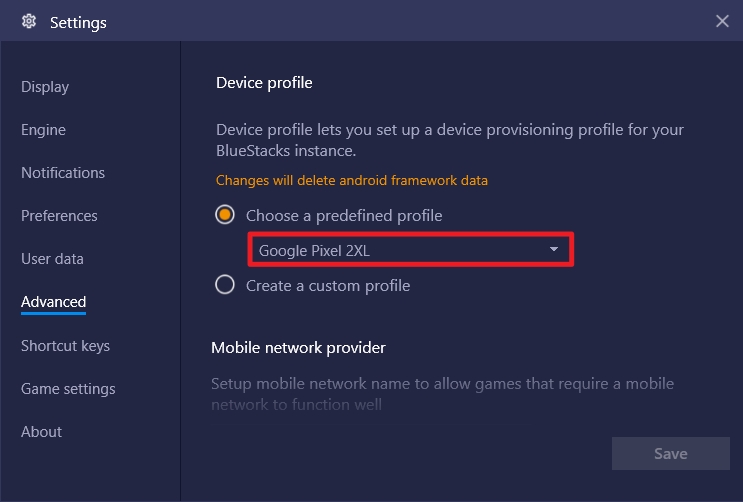 Settings
Display
Engine
Notifications
Preferences
User data
Advanced
Shortcut keys
Game settings
About
Device profile
Device profile lets you set up a device provisioning profile for your
BlueStacks instance.
Changes will delete android framework data
Choose a predefined profile
Google Pixel 2XL
Create a custom profile
Mobile network provider
Setup mobile network name to allow games that require a mobile
network to function well
Save